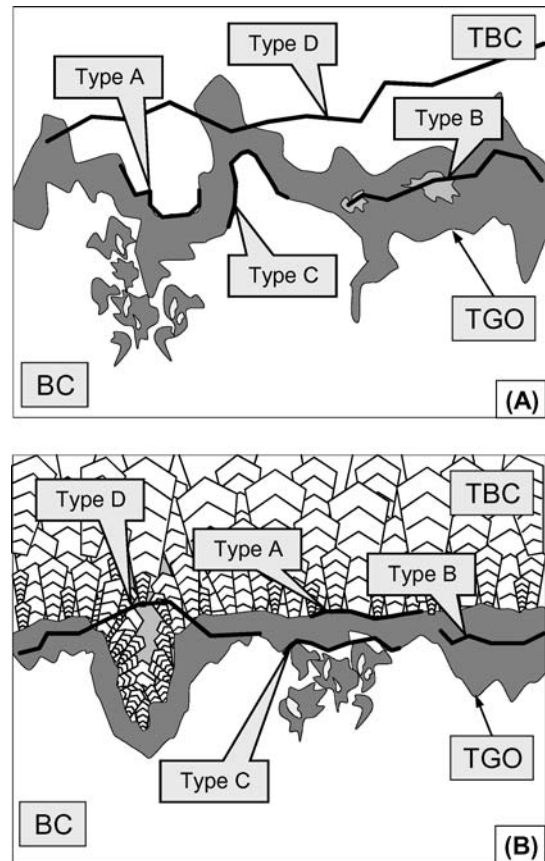 Type D
TBC
Type A
Type B
Type C
TGO
BC
(A)
TBC
Type D
Type A
Type B
Type C
TGO
BC
(B)